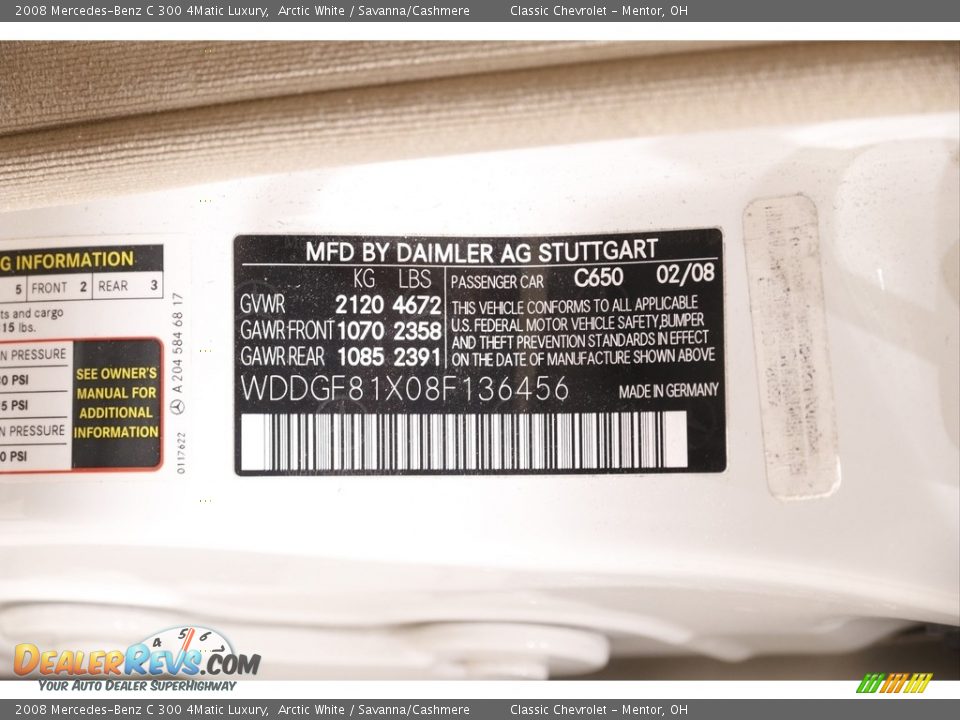 2008 Mercedes-Benz C 300 4Matic Luxury, Arctic White / Savanna/Cashmere Classic Chevrolet - Mentor, OH
G INFORMATION
5 FRONT 2 REAR 3
ts and cargo
15 lbs.
N PRESSURE
0 PSI
5 PSI
N PRESSURE
0 PSI
SEE OWNER'S
MANUAL FOR
ADDITIONAL
INFORMATION
0117622 A 204 584 68 17
MFD BY DAIMLER AG STUTTGART
KG LBS
GVWR 2120 4672
GAWR FRONT 1070 2358
GAWR REAR 1085 2391
PASSENGER CAR C650 02/08
THIS VEHICLE CONFORMS TO ALL APPLICABLE
U.S. FEDERAL MOTOR VEHICLE SAFETY,BUMPER
AND THEFT PREVENTION STANDARDS IN EFFECT
ON THE DATE OF MANUFACTURE SHOWN ABOVE
WDDGF81X08F136456 MADE IN GERMANY
4 5 6
DEALERREVS.COM
YOUR AUTO DEALER SUPERHIGHWAY
2008 Mercedes-Benz C 300 4Matic Luxury, Arctic White / Savanna/Cashmere Classic Chevrolet - Mentor, OH